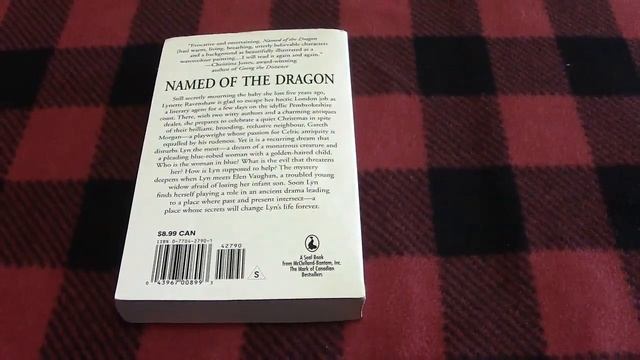 "Evocative and entertaining, Named of the Dragon
[has] warm, living, breathing, utterly believable characters
and a background as beautifully illustrated as a
watercolour painting....I will read it again and again."
—Christina Jones, award-winning
author of Going the Distance
NAMED OF THE DRAGON
Still secretly mourning the baby she lost five years ago,
Lynette Ravenshaw is glad to escape her hectic London job as
a literary agent for a few days on the idyllic Pembrokeshire
coast. There, with two witty authors and a charming antiques
dealer, she prepares to celebrate a quiet Christmas in spite
of their brilliant, brooding, reclusive neighbour, Gareth
Morgan—a playwright whose passion for Celtic antiquity is
equalled by his rudeness. Yet it is a recurring dream that
disturbs Lyn the most—a dream of a monstrous creature and
a pleading blue-robed woman with a golden-haired child.
Who is the woman in blue? What is the evil that threatens
her? How is Lyn supposed to help? The mystery
deepens when Lyn meets Elen Vaughan, a troubled young
widow afraid of losing her infant son. Soon Lyn
finds herself playing a role in an ancient drama leading
to a place where past and present intersect—a
place whose secrets will change Lyn's life forever.
$8.99 CAN
ISBN 0-7704-2790-1
42790
0 43967 00899 3
S
A Seal Book
from McClelland-Bantam, Inc.
The Mark of Canadian
Bestsellers